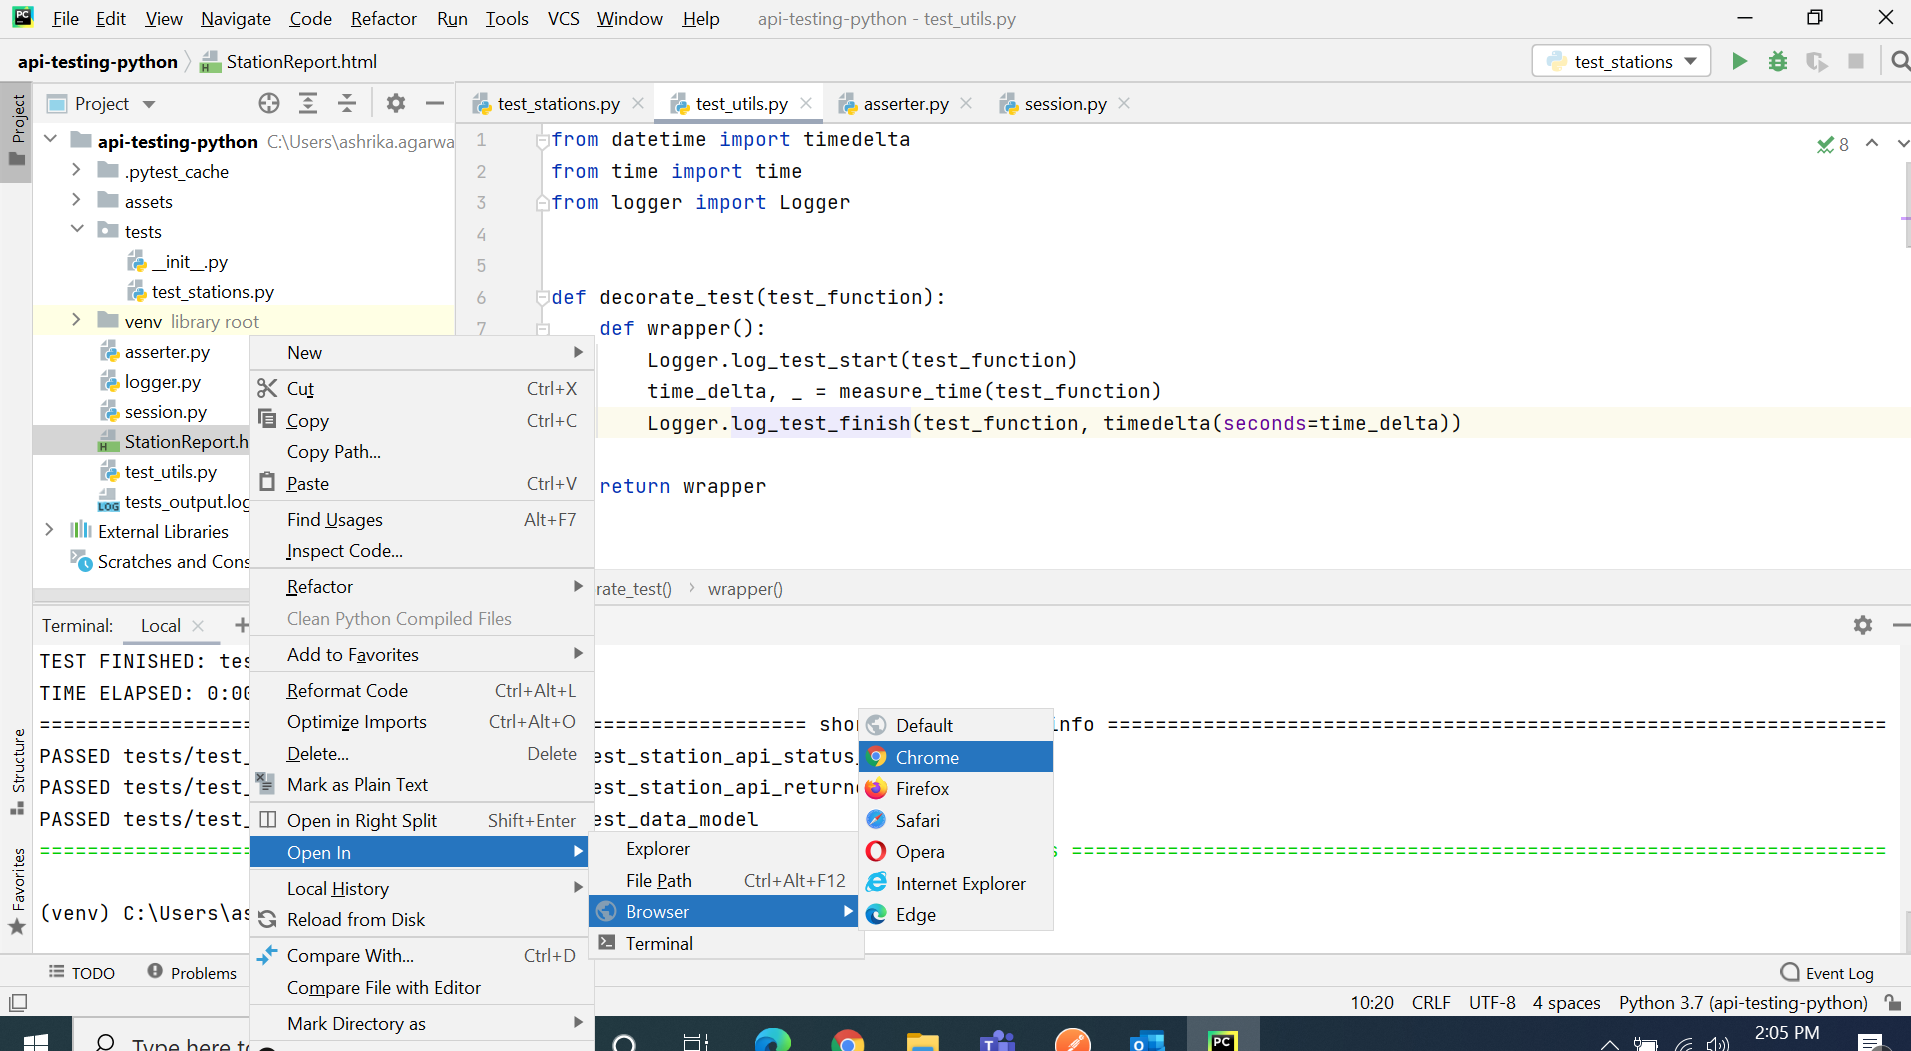 PC File Edit View Navigate Code Refactor Run Tools VCS Window Help api-testing-python - test_utils.py
api-testing-python StationReport.html test_stations
Project
Project
test_stations.py test_utils.py asserter.py session.py
api-testing-python C:\Users\ashrika.agarwa
.pytest_cache
assets
tests
__init__.py
test_stations.py
venv library root
asserter.py
logger.py
session.py
StationReport.h
test_utils.py
LOG tests_output.log
External Libraries
Scratches and Cons
1 from datetime import timedelta
2 from time import time
3 from logger import Logger
4
5
6 def decorate_test(test_function):
7 def wrapper():
Logger.log_test_start(test_function)
time_delta, _ = measure_time(test_function)
Logger.log_test_finish(test_function, timedelta(seconds=time_delta))
return wrapper
8
rate_test() wrapper()
New
Cut Ctrl+X
Copy Ctrl+C
Copy Path...
Paste Ctrl+V
Find Usages Alt+F7
Inspect Code...
Refactor
Clean Python Compiled Files
Add to Favorites
Reformat Code Ctrl+Alt+L
Optimize Imports Ctrl+Alt+O
Delete... Delete
Mark as Plain Text
Open in Right Split Shift+Enter
Open In
Local History
Reload from Disk
Compare With... Ctrl+D
Compare File with Editor
Mark Directory as
Explorer
File Path Ctrl+Alt+F12
Browser
Terminal
Default
Chrome
Firefox
Safari
Opera
Internet Explorer
Edge
Structure
Favorites
Terminal: Local
TEST FINISHED: tes
TIME ELAPSED: 0:00
================== shor info ==================
PASSED tests/test_ est_station_api_status_
PASSED tests/test_ est_station_api_return
PASSED tests/test_ est_data_model
================== s ==================
(venv) C:\Users\as
TODO Problems Event Log
10:20 CRLF UTF-8 4 spaces Python 3.7 (api-testing-python)
Type here to PC 2:05 PM